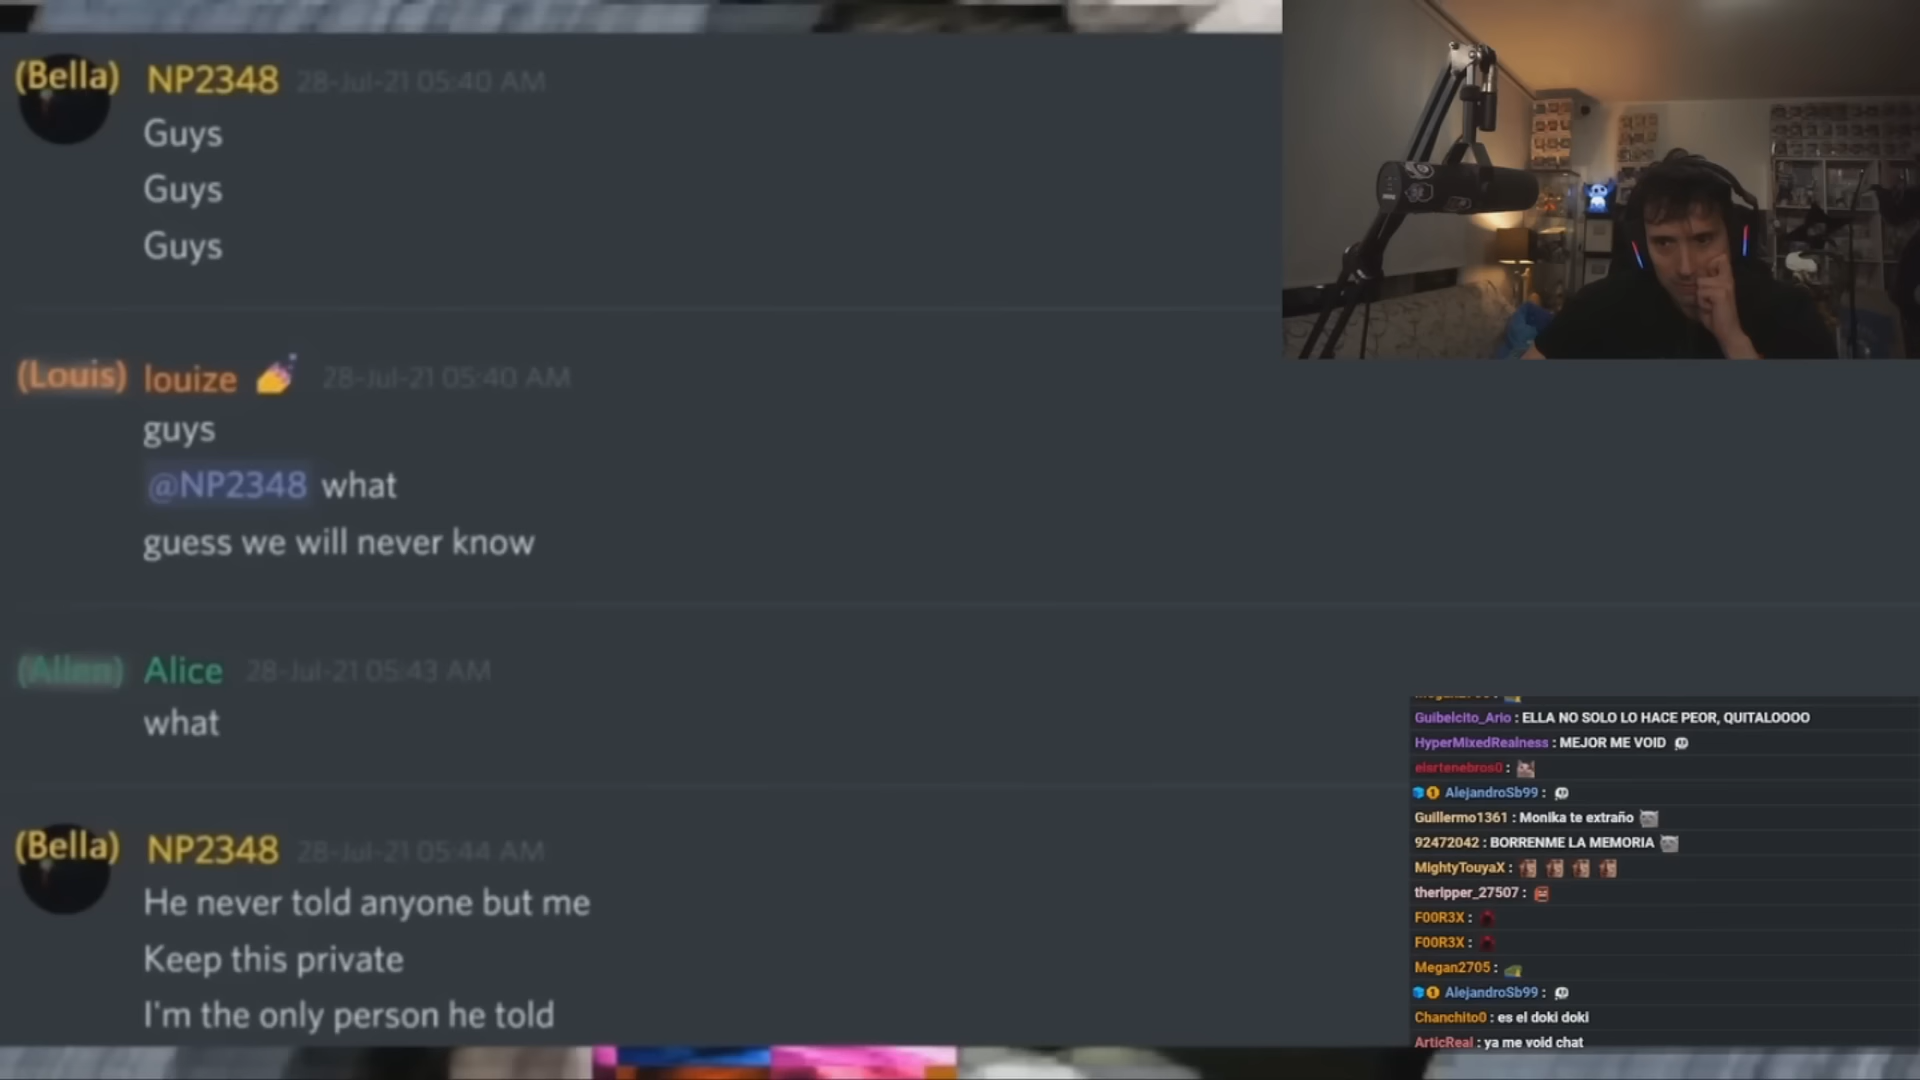 (Bella) NP2348 28-Jul-21 05:40 AM
Guys
Guys
Guys
(Louis) louize 28-Jul-21 05:40 AM
guys
@NP2348 what
guess we will never know
(Alien) Alice 28-Jul-21 05:43 AM
what
(Bella) NP2348 28-Jul-21 05:44 AM
He never told anyone but me
Keep this private
I'm the only person he told
Guibelcito_Ario : ELLA NO SOLO LO HACE PEOR, QUITALOOOO
HyperMixedRealness : MEJOR ME VOID
elsrtenebros0 :
AlejandroSb99 :
Guillermo1361 : Monika te extraño
92472042 : BORRENME LA MEMORIA
MightyTouyaX :
theripper_27507 :
F00R3X :
F00R3X :
Megan2705 :
AlejandroSb99 :
Chanchito0 : es el doki doki
ArticReal : ya me void chat